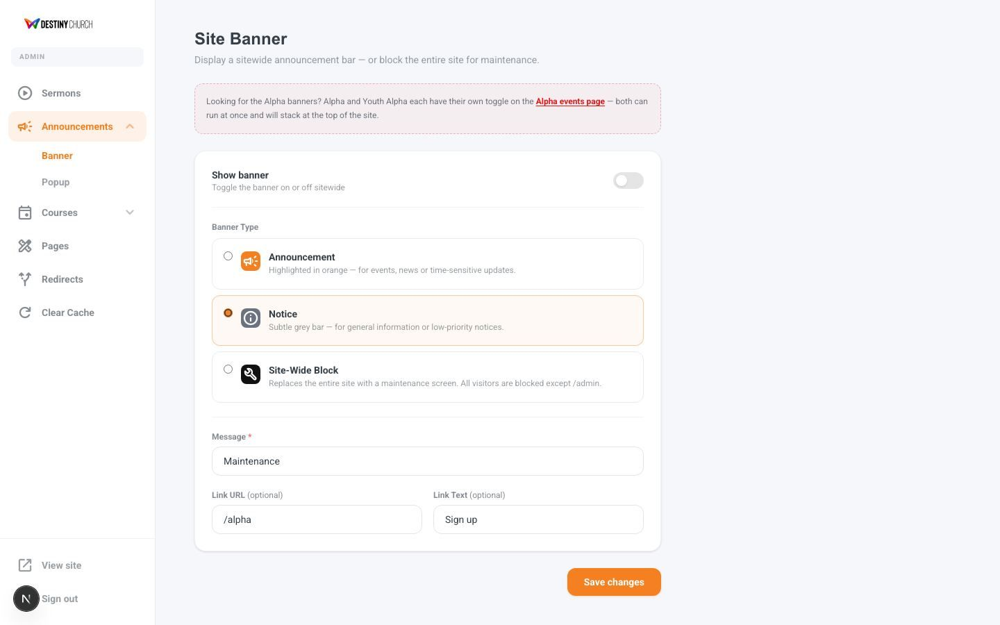 DESTINY CHURCH
ADMIN
Sermons
Announcements
Banner
Popup
Courses
Pages
Redirects
Clear Cache
View site
N
Sign out
Site Banner
Display a sitewide announcement bar — or block the entire site for maintenance.
Looking for the Alpha banners? Alpha and Youth Alpha each have their own toggle on the Alpha events page — both can
run at once and will stack at the top of the site.
Show banner
Toggle the banner on or off sitewide
Banner Type
Announcement
Highlighted in orange — for events, news or time-sensitive updates.
Notice
Subtle grey bar — for general information or low-priority notices.
Site-Wide Block
Replaces the entire site with a maintenance screen. All visitors are blocked except /admin.
Message *
Maintenance
Link URL (optional)
/alpha
Link Text (optional)
Sign up
Save changes